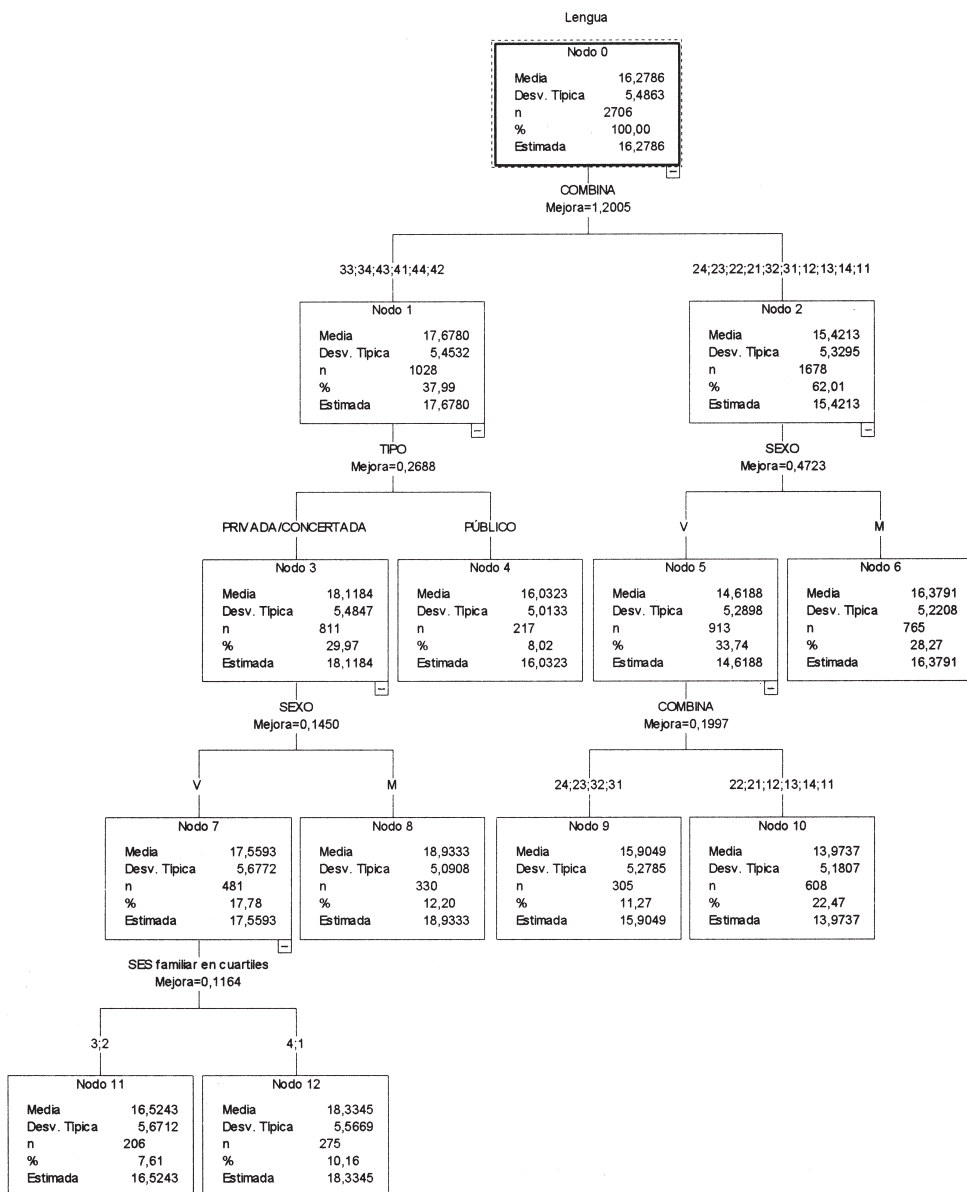 Lengua
Nodo 0
Media 16,2786
Desv. Típica 5,4863
n 2706
% 100,00
Estimada 16,2786
COMBINA
Mejora=1,2005
33;34;43;41;44;42
24;23;22;21;32;31;12;13;14;11
Nodo 1
Media 17,6780
Desv. Típica 5,4532
n 1028
% 37,99
Estimada 17,6780
Nodo 2
Media 15,4213
Desv. Típica 5,3295
n 1678
% 62,01
Estimada 15,4213
TIPO
Mejora=0,2688
SEXO
Mejora=0,4723
PRIVADA/CONCERTADA
PÚBLICO
V
M
Nodo 3
Media 18,1184
Desv. Típica 5,4847
n 811
% 29,97
Estimada 18,1184
Nodo 4
Media 16,0323
Desv. Típica 5,0133
n 217
% 8,02
Estimada 16,0323
Nodo 5
Media 14,6188
Desv. Típica 5,2898
n 913
% 33,74
Estimada 14,6188
Nodo 6
Media 16,3791
Desv. Típica 5,2208
n 765
% 28,27
Estimada 16,3791
SEXO
Mejora=0,1450
COMBINA
Mejora=0,1997
V
M
24;23;32;31
22;21;12;13;14;11
Nodo 7
Media 17,5593
Desv. Típica 5,6772
n 481
% 17,78
Estimada 17,5593
Nodo 8
Media 18,9333
Desv. Típica 5,0908
n 330
% 12,20
Estimada 18,9333
Nodo 9
Media 15,9049
Desv. Típica 5,2785
n 305
% 11,27
Estimada 15,9049
Nodo 10
Media 13,9737
Desv. Típica 5,1807
n 608
% 22,47
Estimada 13,9737
SES familiar en cuartiles
Mejora=0,1164
3;2
4;1
Nodo 11
Media 16,5243
Desv. Típica 5,6712
n 206
% 7,61
Estimada 16,5243
Nodo 12
Media 18,3345
Desv. Típica 5,5669
n 275
% 10,16
Estimada 18,3345